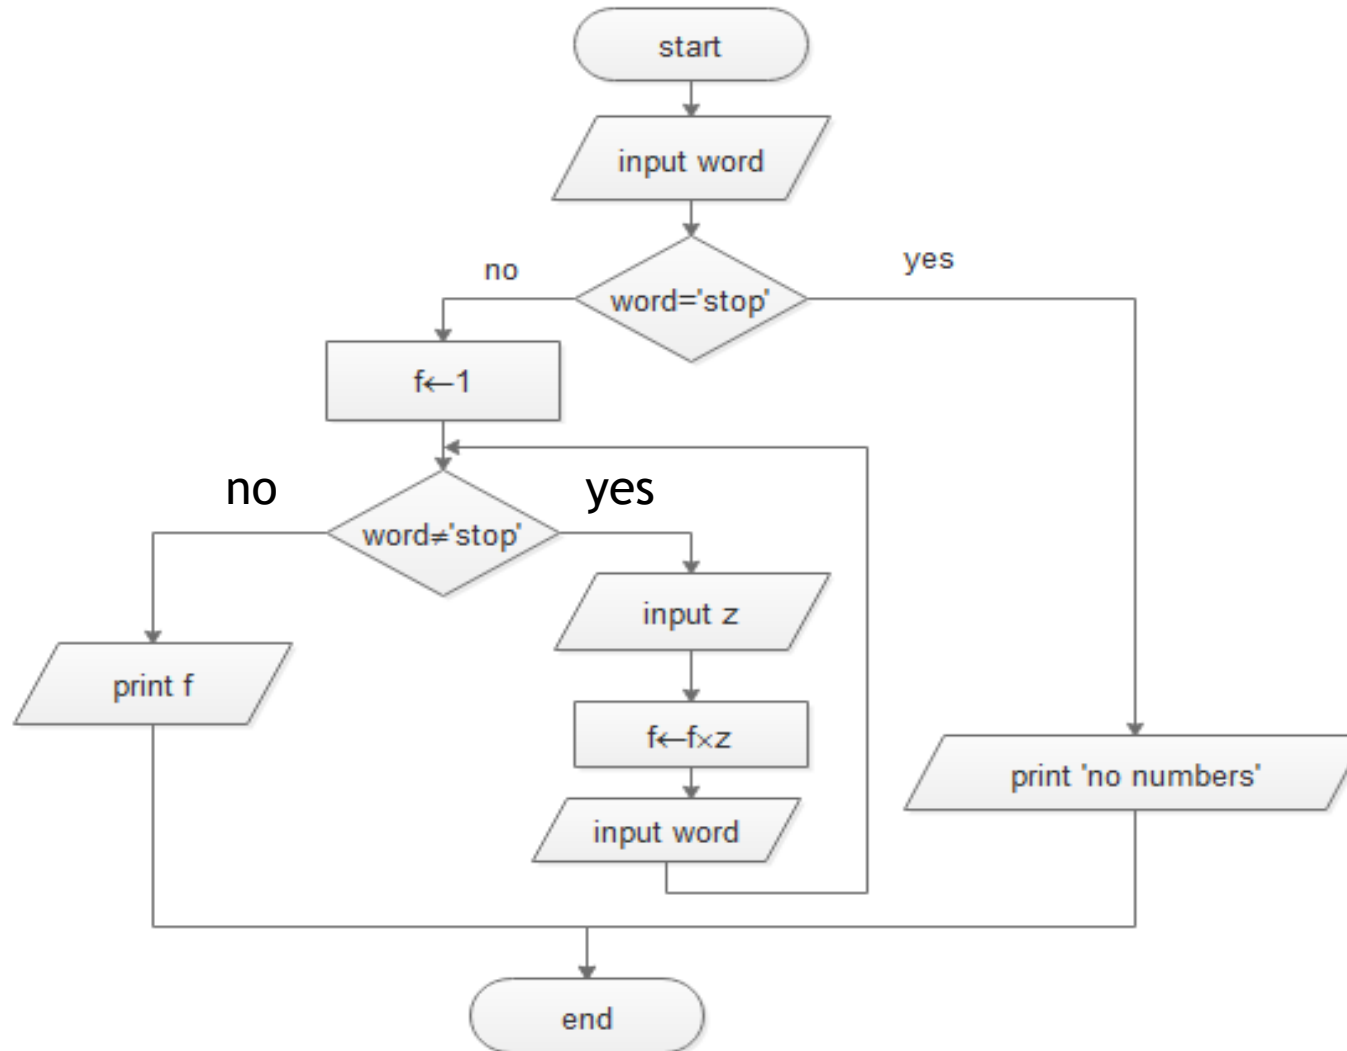 start
input word
word='stop'
no
yes
f←1
word≠'stop'
no
yes
input z
f←f×z
input word
print f
print 'no numbers'
end